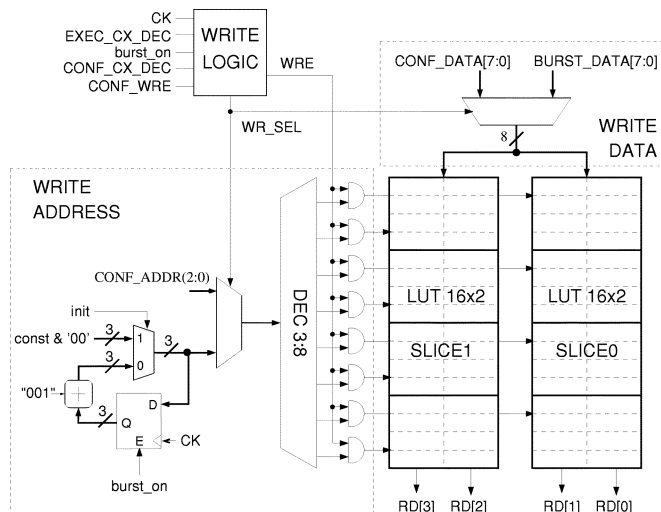 CK
EXEC_CX_DEC
burst_on
CONF_CX_DEC
CONF_WRE
WRITE
LOGIC
WRE
WR_SEL
CONF_DATA[7:0]
BURST_DATA[7:0]
8
WRITE
DATA
WRITE
ADDRESS
CONF_ADDR(2:0)
init
const & '00'
3
1
3
3
0
"001"
+
3
D
Q
E
CK
burst_on
DEC 3:8
LUT 16x2
SLICE1
LUT 16x2
SLICE0
RD[3]
RD[2]
RD[1]
RD[0]